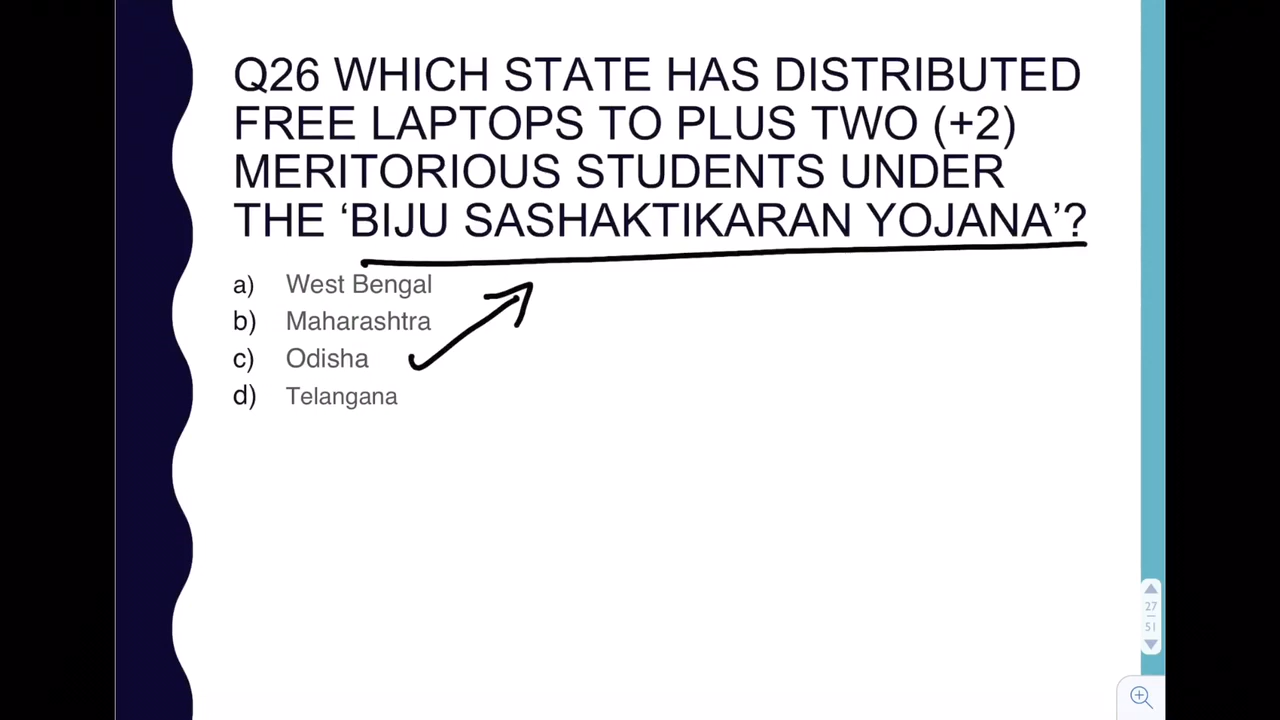 Q26 WHICH STATE HAS DISTRIBUTED
FREE LAPTOPS TO PLUS TWO (+2)
MERITORIOUS STUDENTS UNDER
THE ‘BIJU SASHAKTIKARAN YOJANA’?
a) West Bengal
b) Maharashtra
c) Odisha
d) Telangana
27
51